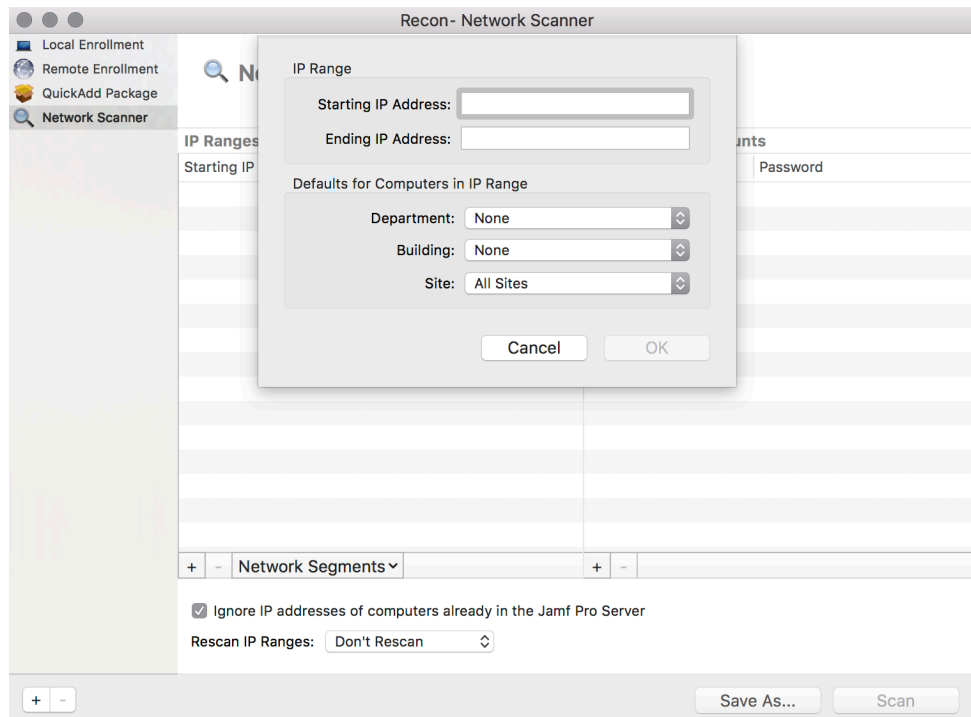 Recon- Network Scanner
Local Enrollment
Remote Enrollment
QuickAdd Package
Network Scanner
IP Range
Starting IP Address:
Ending IP Address:
Defaults for Computers in IP Range
Department: None
Building: None
Site: All Sites
Cancel OK
IP Ranges
Starting IP
Password
+ - Network Segments + -
Ignore IP addresses of computers already in the Jamf Pro Server
Rescan IP Ranges: Don't Rescan
+ - Save As... Scan